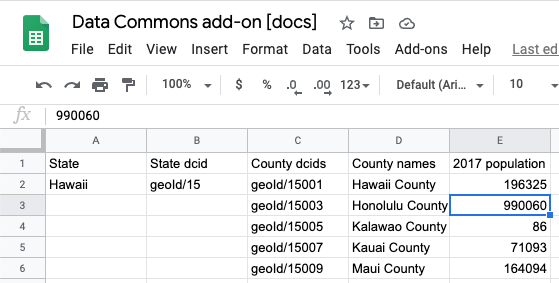 Data Commons add-on [docs]
File Edit View Insert Format Data Tools Add-ons Help Last ed
100% $ % .0 .00 123 Default (Ari... 10
fx 990060
A B C D E
1 State State dcid County dcids County names 2017 population
2 Hawaii geoId/15 geoId/15001 Hawaii County 196325
3 geoId/15003 Honolulu County 990060
4 geoId/15005 Kalawao County 86
5 geoId/15007 Kauai County 71093
6 geoId/15009 Maui County 164094